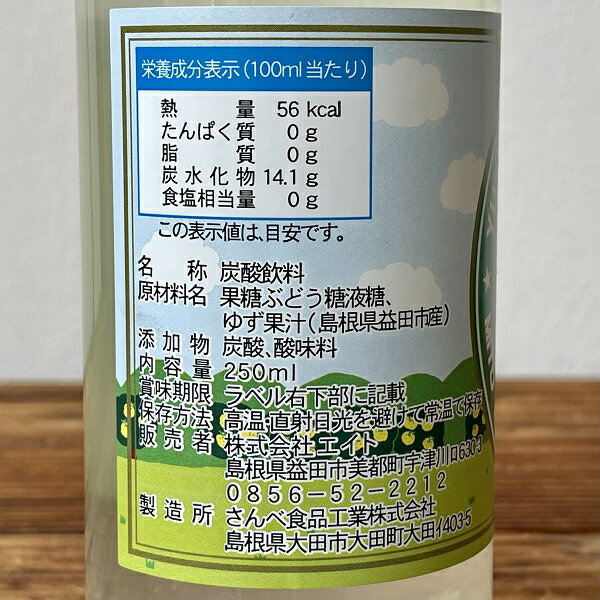 栄養成分表示(100ml当たり)
熱量 56 kcal
たんぱく質 0 g
脂質 0 g
炭水化物 14.1 g
食塩相当量 0 g
この表示値は、目安です。
名称 炭酸飲料
原材料名 果糖ぶどう糖液糖、
ゆず果汁(島根県益田市産)
添加物 炭酸、酸味料
内容量 250ml
賞味期限 ラベル右下部に記載
保存方法 高温・直射日光を避けて常温で保存
販売者 株式会社エイト
島根県益田市美都町宇津川口630-3
0856-52-2212
製造所 さんべ食品工業株式会社
島根県大田市大田町大田イ403-5